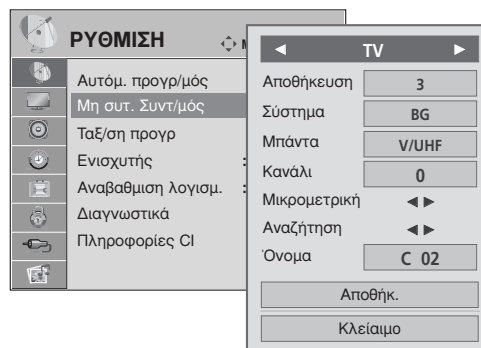 ΡΥΘΜΙΣΗ
Αυτόμ. προγρ/μός
Μη συτ. Συντ/μός
Ταξ/ση προγρ
Ενισχυτής :
Αναβαθμιση λογισμ. :
Διαγνωστικά
Πληροφορίες CI
◄ TV ►
Αποθήκευση 3
Σύστημα BG
Μπάντα V/UHF
Κανάλι 0
Μικρομετρική ◄ ►
Αναζήτηση ◄ ►
Όνομα C 02
Αποθήκ.
Κλείαιμο